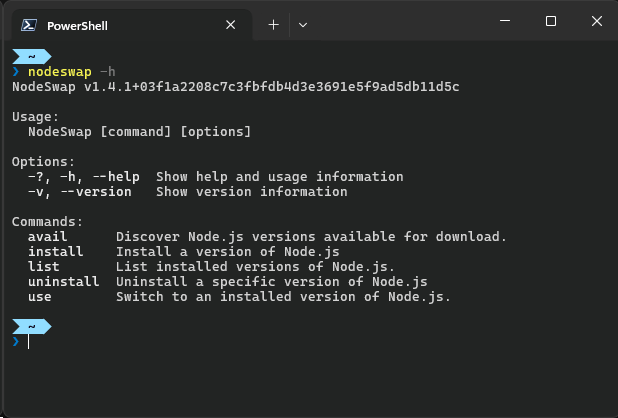 PowerShell
~
❯ nodeswap -h
NodeSwap v1.4.1+03f1a2208c7c3fbfdb4d3e3691e5f9ad5db11d5c
Usage:
NodeSwap [command] [options]
Options:
-?, -h, --help  Show help and usage information
-v, --version   Show version information
Commands:
avail      Discover Node.js versions available for download.
install    Install a version of Node.js
list       List installed versions of Node.js.
uninstall  Uninstall a specific version of Node.js
use        Switch to an installed version of Node.js.
~
❯